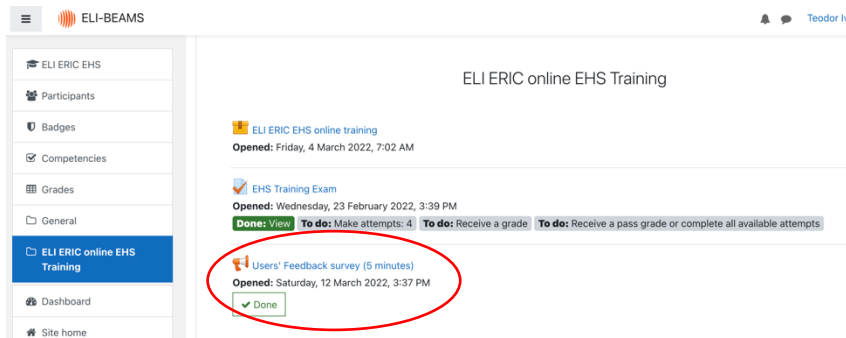 ELI-BEAMS
Teodor
ELI ERIC EHS
Participants
Badges
Competencies
Grades
General
ELI ERIC online EHS
Training
Dashboard
Site home
ELI ERIC online EHS Training
ELI ERIC EHS online training
Opened: Friday, 4 March 2022, 7:02 AM
EHS Training Exam
Opened: Wednesday, 23 February 2022, 3:39 PM
Done: View To do: Make attempts: 4 To do: Receive a grade To do: Receive a pass grade or complete all available attempts
Users' Feedback survey (5 minutes)
Opened: Saturday, 12 March 2022, 3:37 PM
Done